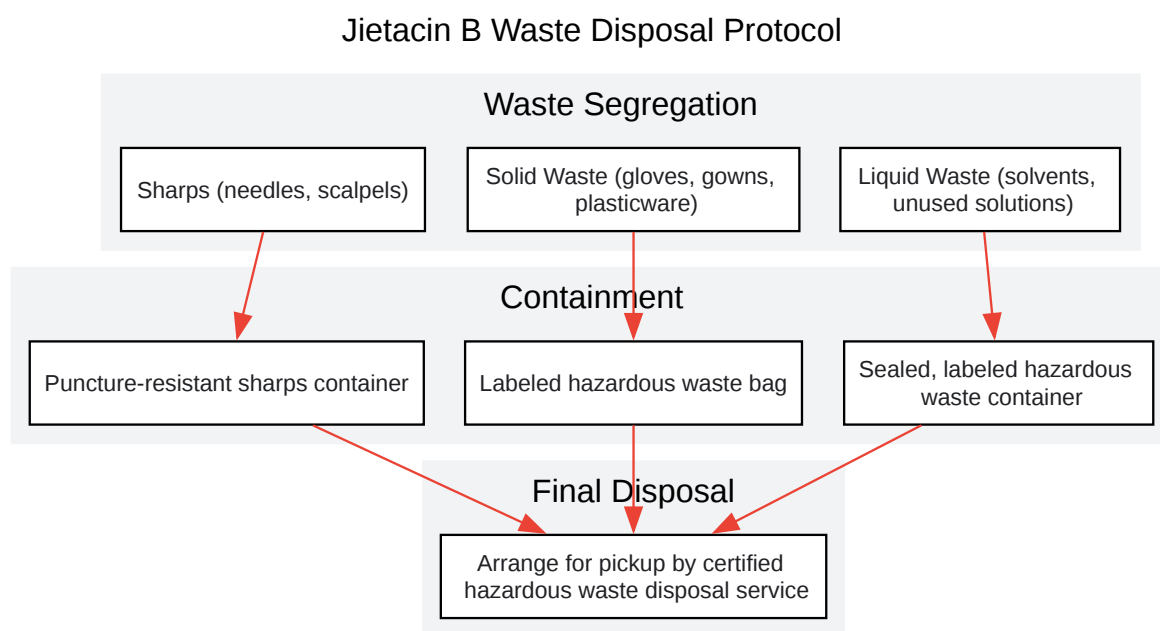 Jietacin B Waste Disposal Protocol
Waste Segregation
Sharps (needles, scalpels)
Solid Waste (gloves, gowns,
plasticware)
Liquid Waste (solvents,
unused solutions)
Containment
Puncture-resistant sharps container
Labeled hazardous waste bag
Sealed, labeled hazardous
waste container
Final Disposal
Arrange for pickup by certified
hazardous waste disposal service